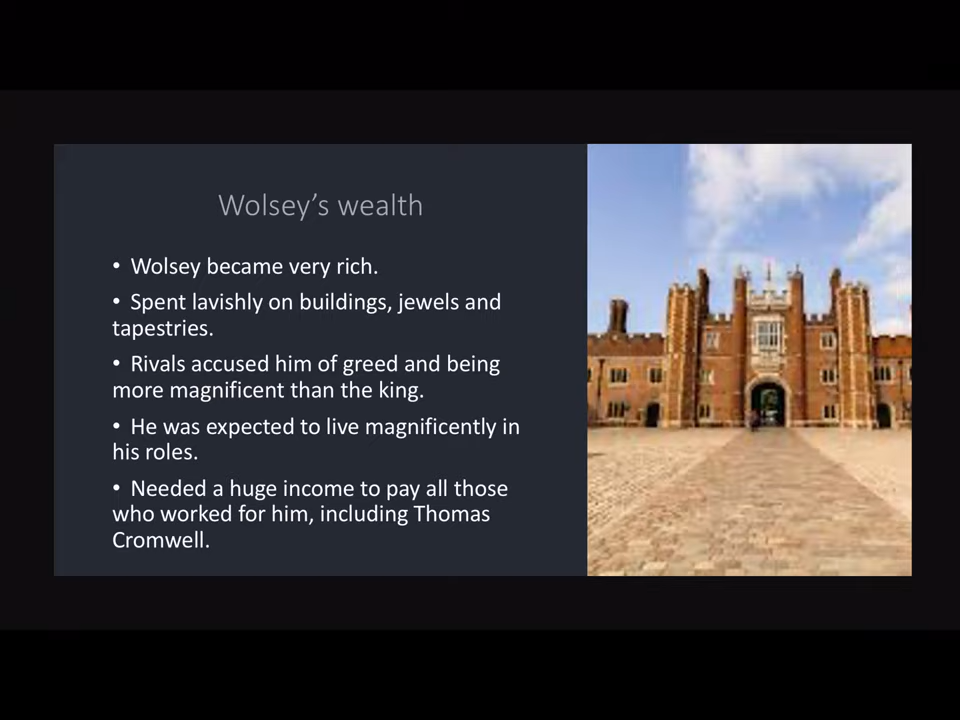 Wolsey’s wealth
• Wolsey became very rich.
• Spent lavishly on buildings, jewels and
tapestries.
• Rivals accused him of greed and being
more magnificent than the king.
• He was expected to live magnificently in
his roles.
• Needed a huge income to pay all those
who worked for him, including Thomas
Cromwell.